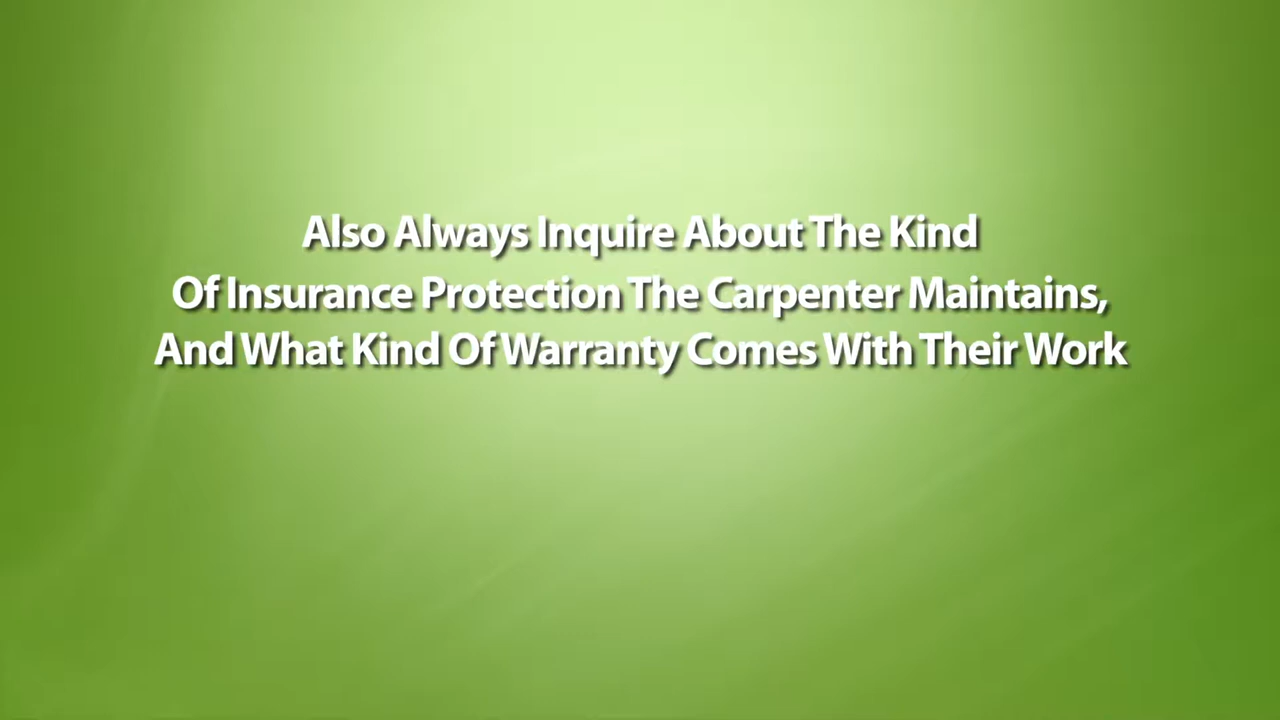 Also Always Inquire About The Kind
Of Insurance Protection The Carpenter Maintains,
And What Kind Of Warranty Comes With Their Work